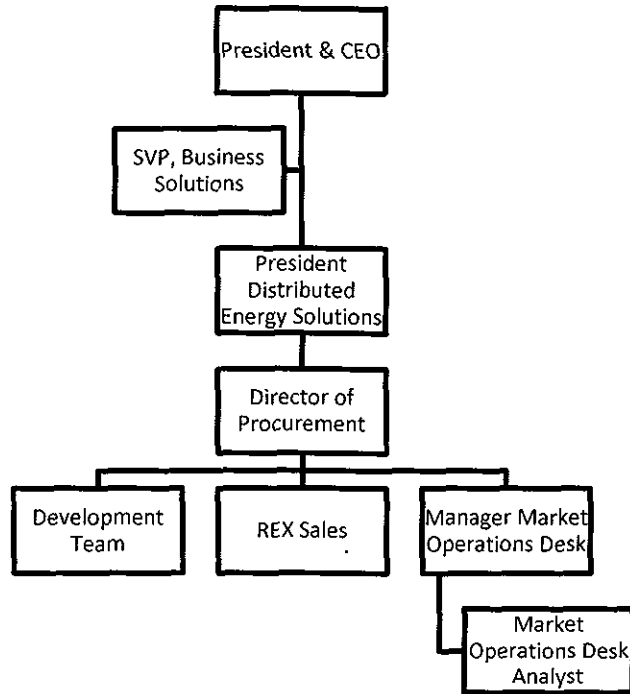 President & CEO
SVP, Business
Solutions
President
Distributed
Energy Solutions
Director of
Procurement
Development
Team
REX Sales
Manager Market
Operations Desk
Market
Operations Desk
Analyst